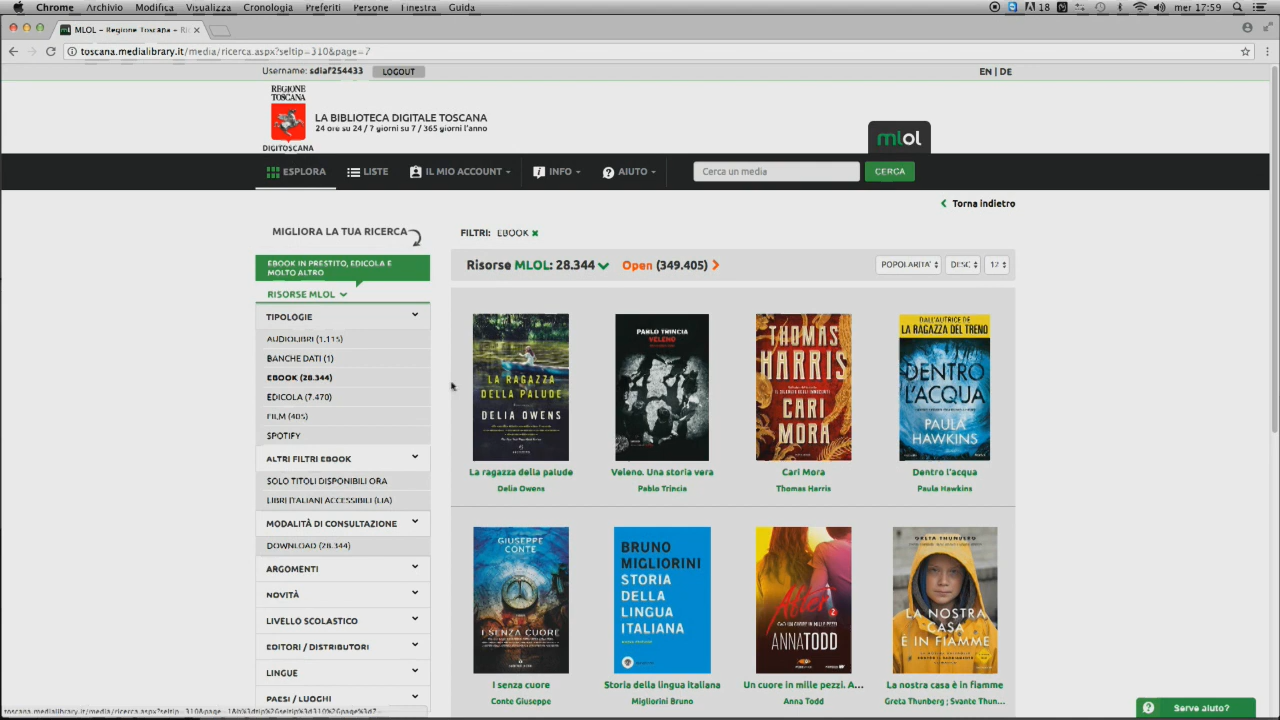 Chrome Archivio Modifica Visualizza Cronologia Preferiti Persone Finestra Guida
18 mer 17:59
MLOL - Regione Toscana - Ri
toscana.medialibrary.it/media/ricerca.aspx?seltip=310&page=7
Username: sdiaf254433 LOGOUT
EN | DE
REGIONE
TOSCANA
DIGITOSCANA
LA BIBLIOTECA DIGITALE TOSCANA
24 ore su 24 / 7 giorni su 7 / 365 giorni l'anno
mlol
ESPLORA LISTE IL MIO ACCOUNT INFO AIUTO Cerca un media CERCA
Torna indietro
MIGLIORA LA TUA RICERCA
FILTRI: EBOOK
EBOOK IN PRESTITO, EDICOLA E
MOLTO ALTRO
Risorse MLOL: 28.344 Open (349.405) POPOLARITA' DESC 12
RISORSE MLOL
TIPOLOGIE
AUDIOLIBRI (1.115)
BANCHE DATI (1)
EBOOK (28.344)
EDICOLA (7.470)
FILM (405)
SPOTIFY
ALTRI FILTRI EBOOK
SOLO TITOLI DISPONIBILI ORA
LIBRI ITALIANI ACCESSIBILI (LIA)
MODALITÀ DI CONSULTAZIONE
DOWNLOAD (28.344)
ARGOMENTI
NOVITÀ
LIVELLO SCOLASTICO
EDITORI / DISTRIBUTORI
LINGUE
PAESI / LUOGHI
LA RAGAZZA
DELLA PALUDE
DELIA OWENS
La ragazza della palude
Delia Owens
PABLO TRINCIA
VELENO
Veleno. Una storia vera
Pablo Trincia
THOMAS
HARRIS
CARI
MORA
Cari Mora
Thomas Harris
DALL'AUTRICE DE
LA RAGAZZA DEL TRENO
DENTRO
L'ACQUA
PAULA
HAWKINS
Dentro l'acqua
Paula Hawkins
GIUSEPPE
CONTE
I SENZA CUORE
I senza cuore
Conte Giuseppe
BRUNO
MIGLIORINI
STORIA
DELLA
LINGUA
ITALIANA
Storia della lingua italiana
Migliorini Bruno
After 2
UN CUORE IN MILLE PEZZI
ANNA TODD
Un cuore in mille pezzi. A...
Anna Todd
GRETA THUNBERG
LA NOSTRA
CASA
È IN FIAMME
La nostra casa è in fiamme
Greta Thunberg ; Svante Thun...
Serve aiuto?